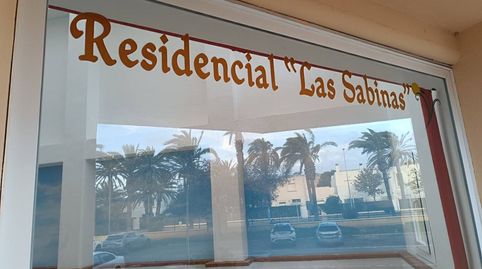 Residencial "Las Sabinas"